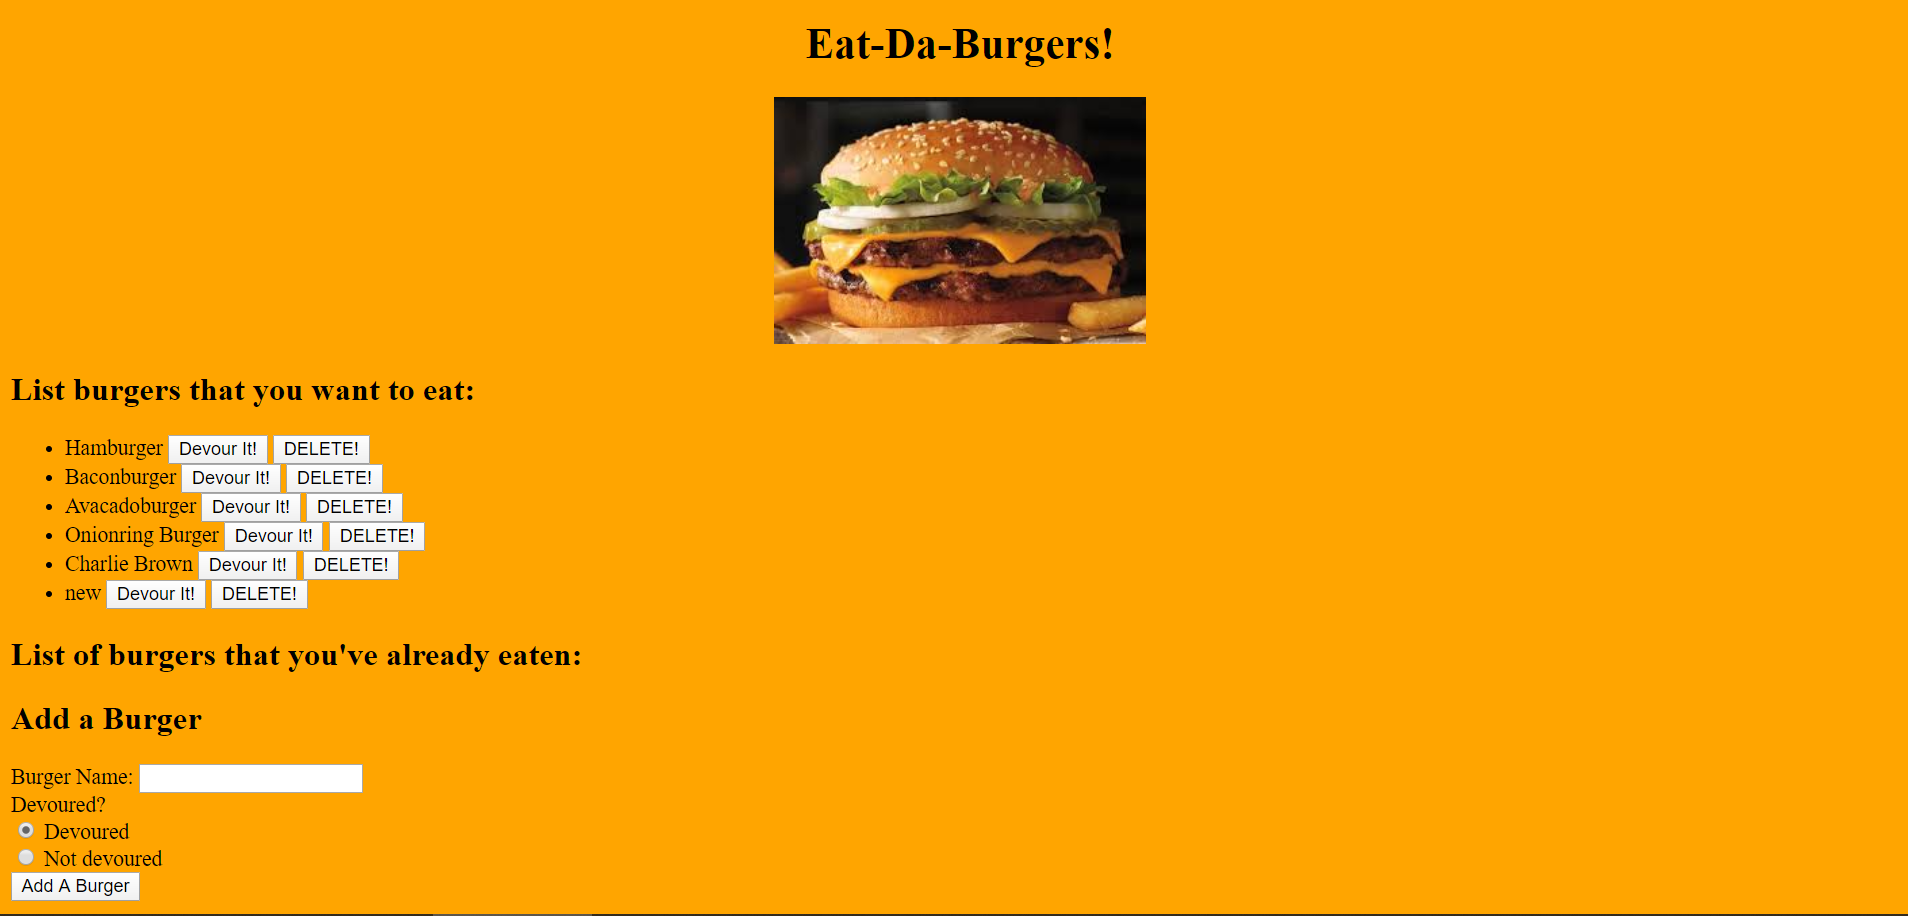 Eat-Da-Burgers!
List burgers that you want to eat:
Hamburger Devour It! DELETE!
Baconburger Devour It! DELETE!
Avacadoburger Devour It! DELETE!
Onionring Burger Devour It! DELETE!
Charlie Brown Devour It! DELETE!
new Devour It! DELETE!
List of burgers that you've already eaten:
Add a Burger
Burger Name:
Devoured?
Devoured
Not devoured
Add A Burger